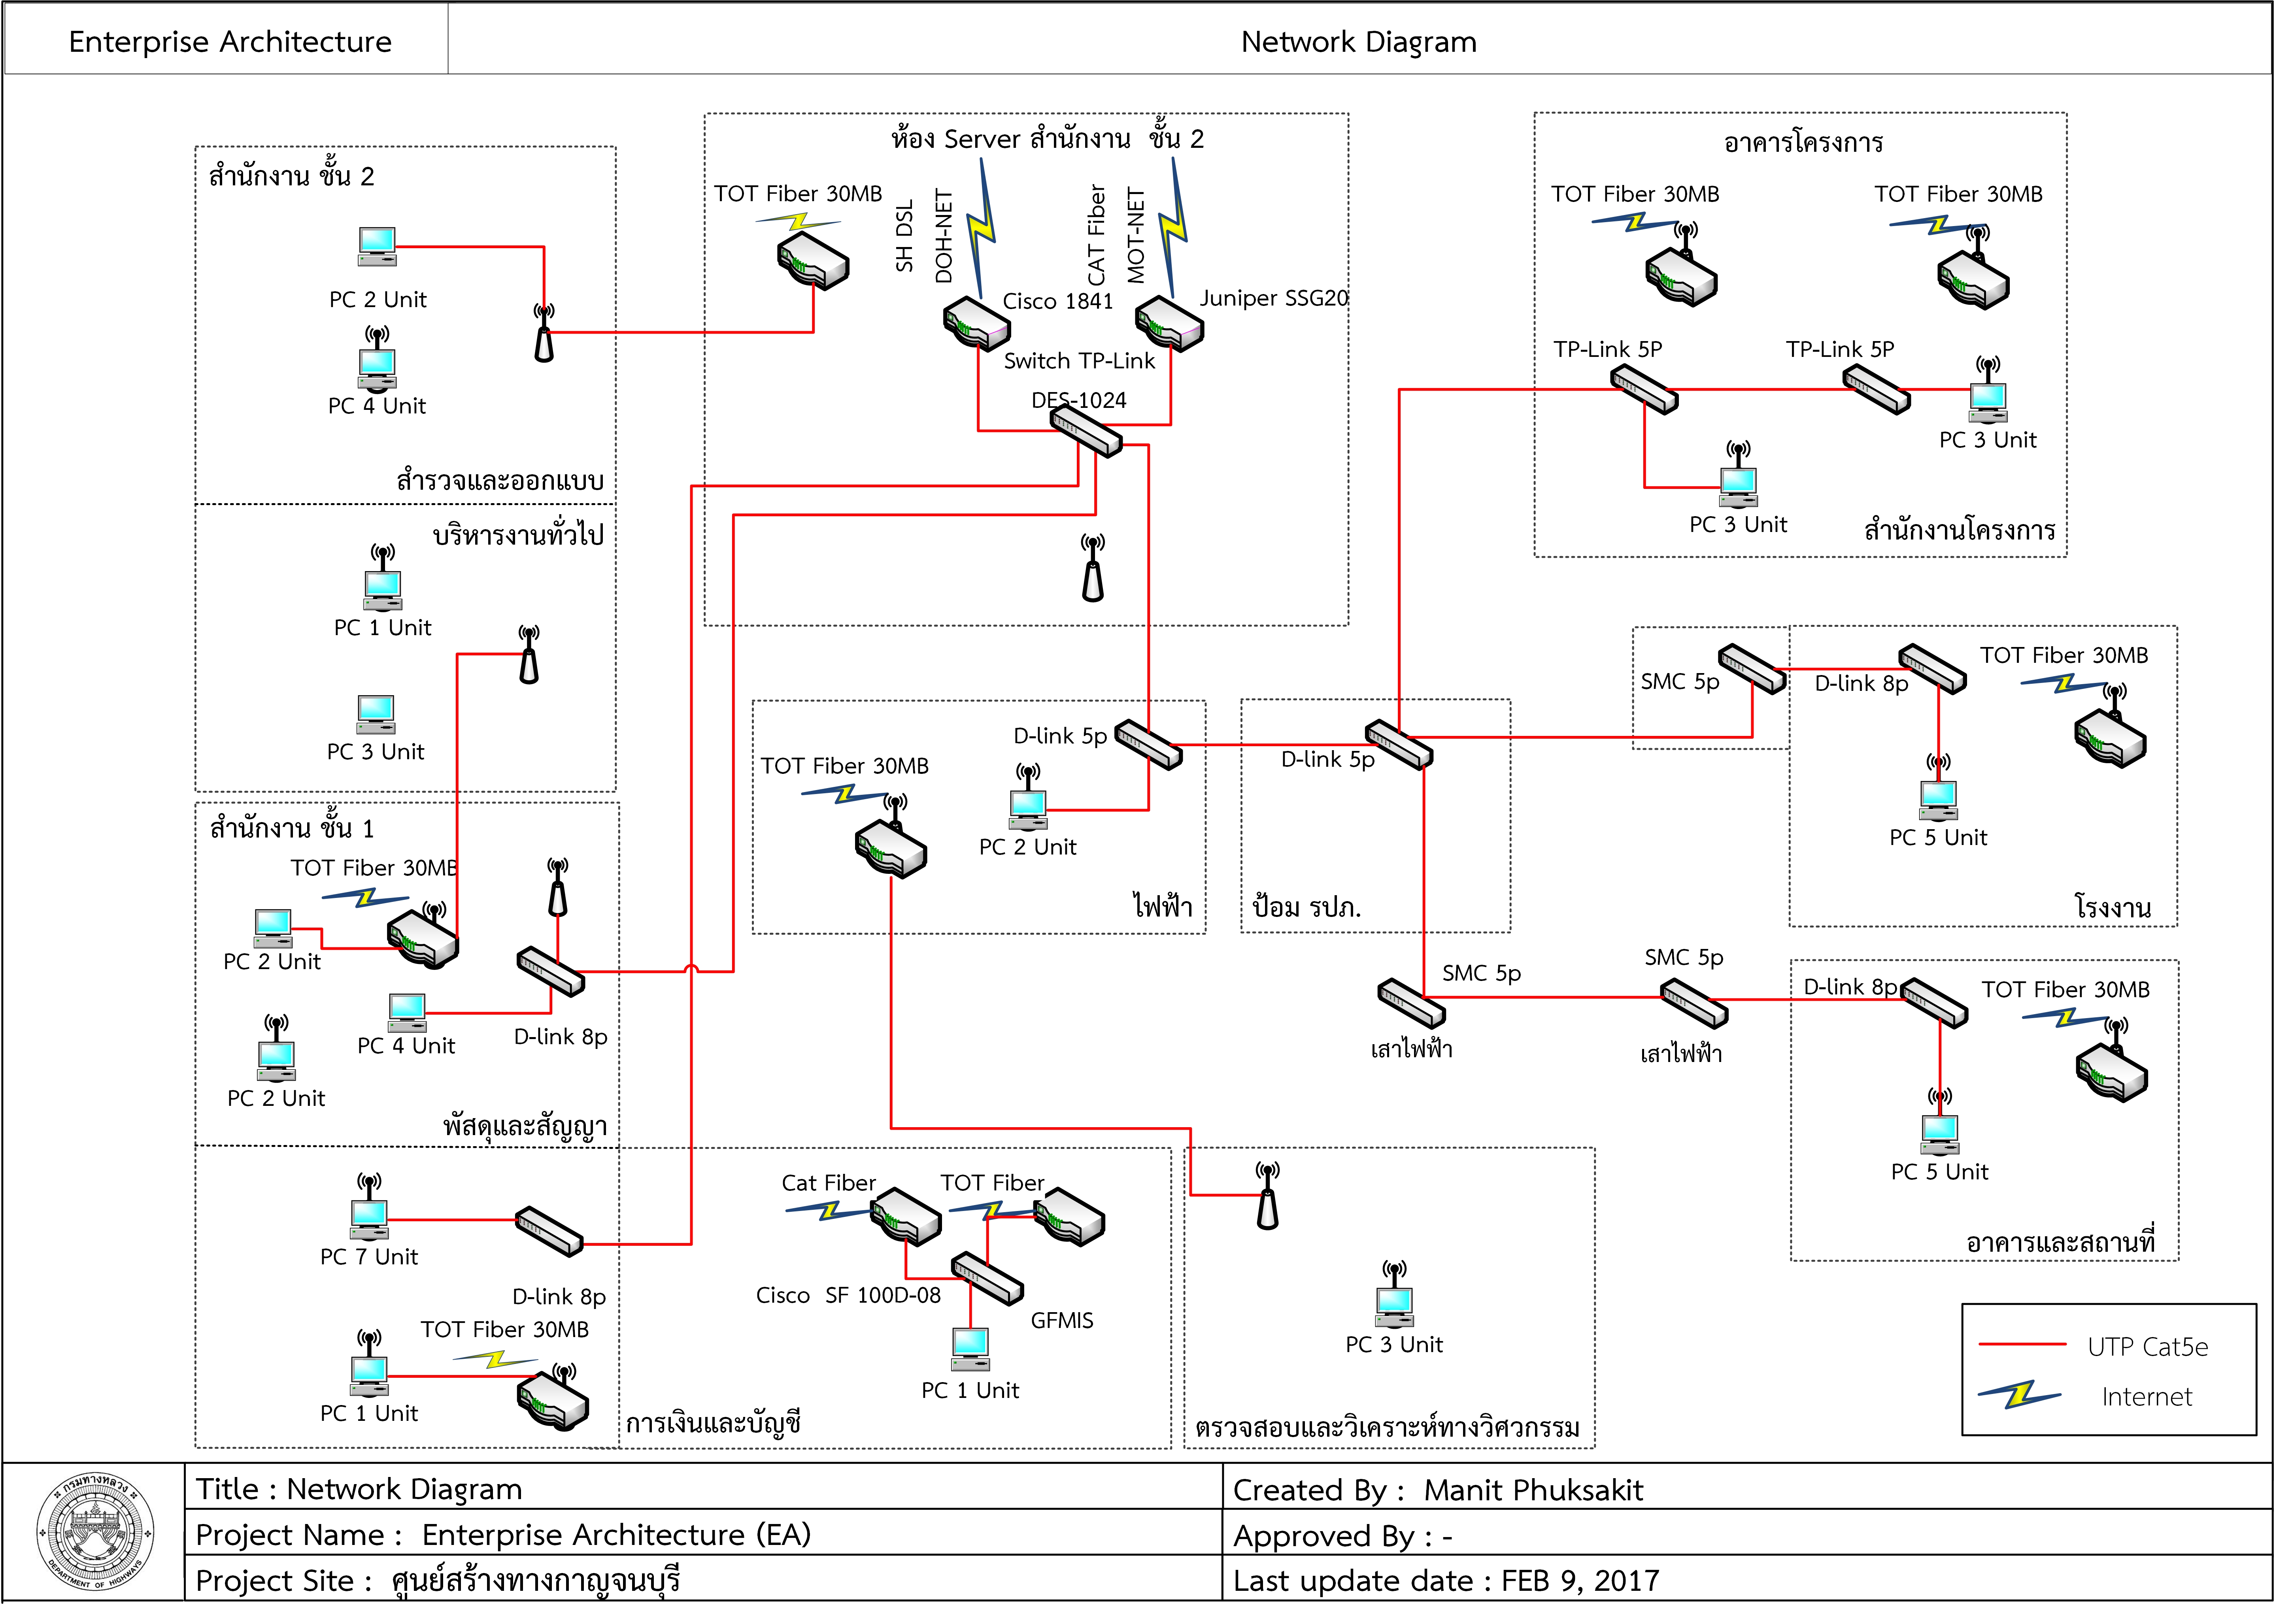 Enterprise Architecture
Network Diagram
สำนักงาน ชั้น 2
PC 2 Unit
PC 4 Unit
สำรวจและออกแบบ
บริหารงานทั่วไป
PC 1 Unit
PC 3 Unit
สำนักงาน ชั้น 1
TOT Fiber 30MB
PC 2 Unit
PC 4 Unit
D-link 8p
PC 2 Unit
พัสดุและสัญญา
PC 7 Unit
D-link 8p
TOT Fiber 30MB
PC 1 Unit
การเงินและบัญชี
Cat Fiber
TOT Fiber
Cisco SF 100D-08
GFMIS
PC 1 Unit
ห้อง Server สำนักงาน ชั้น 2
TOT Fiber 30MB
SH DSL
DOH-NET
CAT Fiber
MOT-NET
Cisco 1841
Juniper SSG20
Switch TP-Link
DES-1024
D-link 5p
TOT Fiber 30MB
PC 2 Unit
ไฟฟ้า
D-link 5p
ป้อม รปภ.
อาคารโครงการ
TOT Fiber 30MB
TOT Fiber 30MB
TP-Link 5P
TP-Link 5P
PC 3 Unit
PC 3 Unit
สำนักงานโครงการ
SMC 5p
D-link 8p
TOT Fiber 30MB
PC 5 Unit
โรงงาน
SMC 5p
เสาไฟฟ้า
SMC 5p
เสาไฟฟ้า
D-link 8p
TOT Fiber 30MB
PC 5 Unit
อาคารและสถานที่
PC 3 Unit
ตรวจสอบและวิเคราะห์ทางวิศวกรรม
UTP Cat5e
Internet
กรมทางหลวง
DEPARTMENT OF HIGHWAYS
Title : Network Diagram
Created By : Manit Phuksakit
Project Name : Enterprise Architecture (EA)
Approved By : -
Project Site : ศูนย์สร้างทางกาญจนบุรี
Last update date : FEB 9, 2017